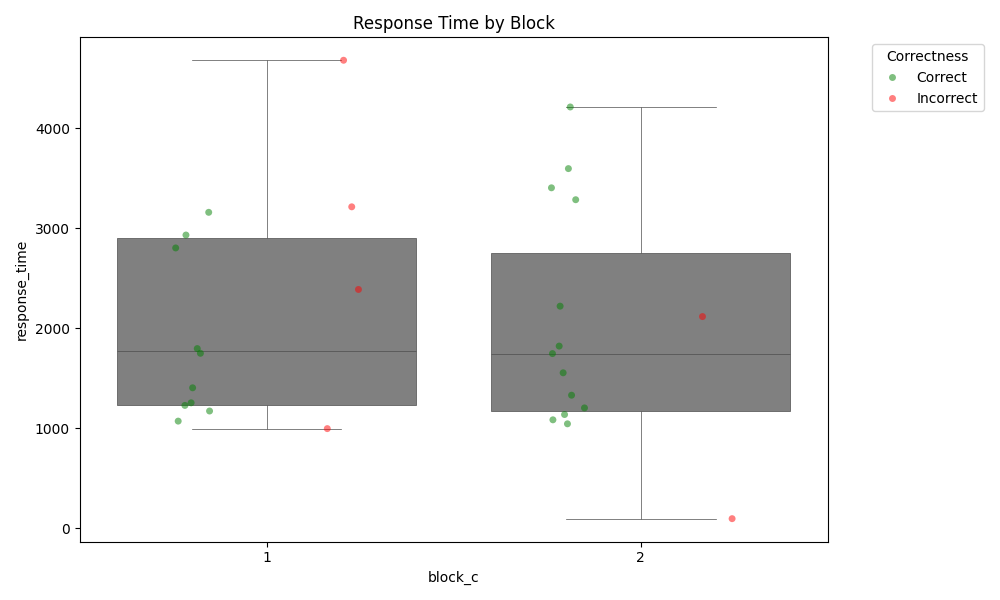 Response Time by Block
Correctness
Correct
Incorrect
response_time
4000
3000
2000
1000
0
1
2
block_c